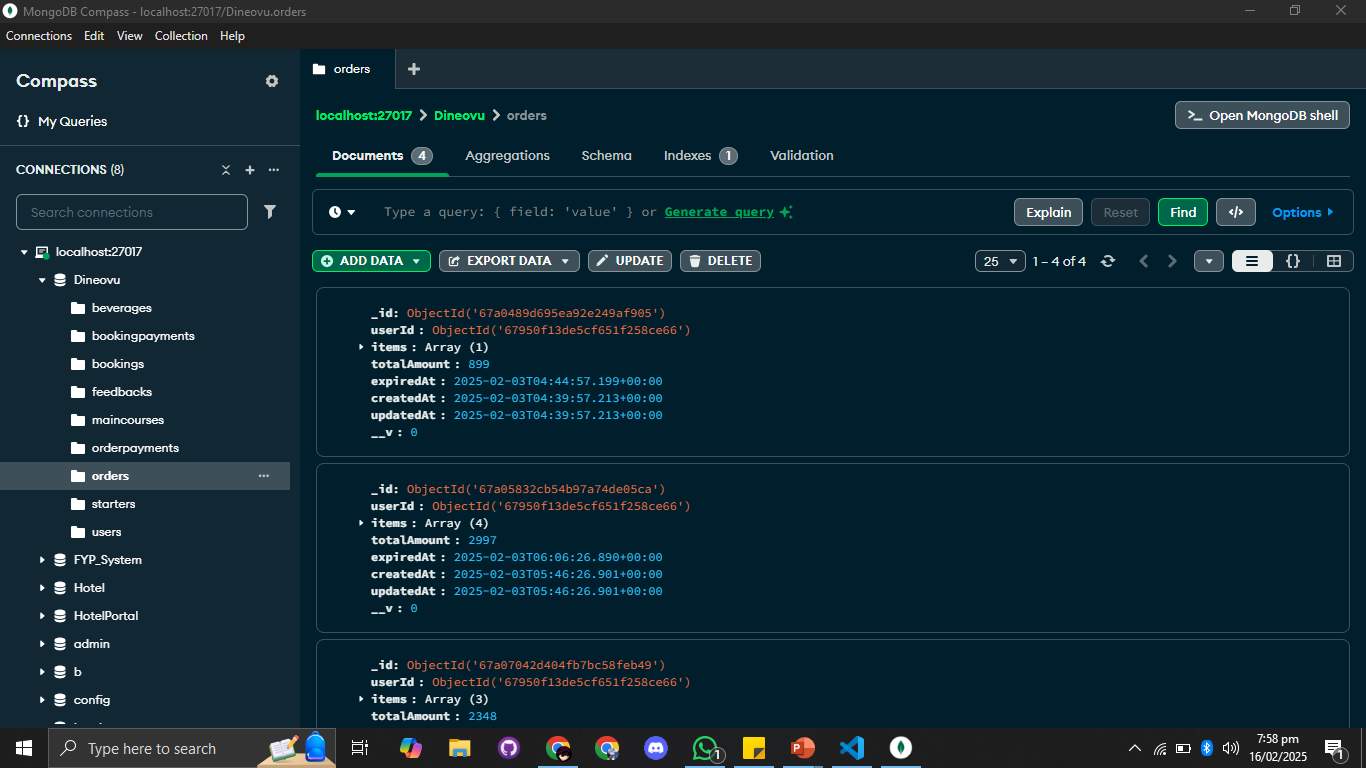 MongoDB Compass - localhost:27017/Dineovu.orders
Connections Edit View Collection Help
Compass
{} My Queries
CONNECTIONS (8)
Search connections
localhost:27017
Dineovu
beverages
bookingpayments
bookings
feedbacks
maincourses
orderpayments
orders
starters
users
FYP_System
Hotel
HotelPortal
admin
b
config
orders
localhost:27017 > Dineovu > orders
>_ Open MongoDB shell
Documents 4 Aggregations Schema Indexes 1 Validation
Type a query: { field: 'value' } or Generate query
Explain Reset Find </> Options
ADD DATA EXPORT DATA UPDATE DELETE
25 1 – 4 of 4 {}
_id: ObjectId('67a0489d695ea92e249af905')
userId : ObjectId('67950f13de5cf651f258ce66')
items : Array (1)
totalAmount : 899
expiredAt : 2025-02-03T04:44:57.199+00:00
createdAt : 2025-02-03T04:39:57.213+00:00
updatedAt : 2025-02-03T04:39:57.213+00:00
__v : 0
_id: ObjectId('67a05832cb54b97a74de05ca')
userId : ObjectId('67950f13de5cf651f258ce66')
items : Array (4)
totalAmount : 2997
expiredAt : 2025-02-03T06:06:26.890+00:00
createdAt : 2025-02-03T05:46:26.901+00:00
updatedAt : 2025-02-03T05:46:26.901+00:00
__v : 0
_id: ObjectId('67a07042d404fb7bc58feb49')
userId : ObjectId('67950f13de5cf651f258ce66')
items : Array (3)
totalAmount : 2348
Type here to search
1
7:58 pm
16/02/2025
1